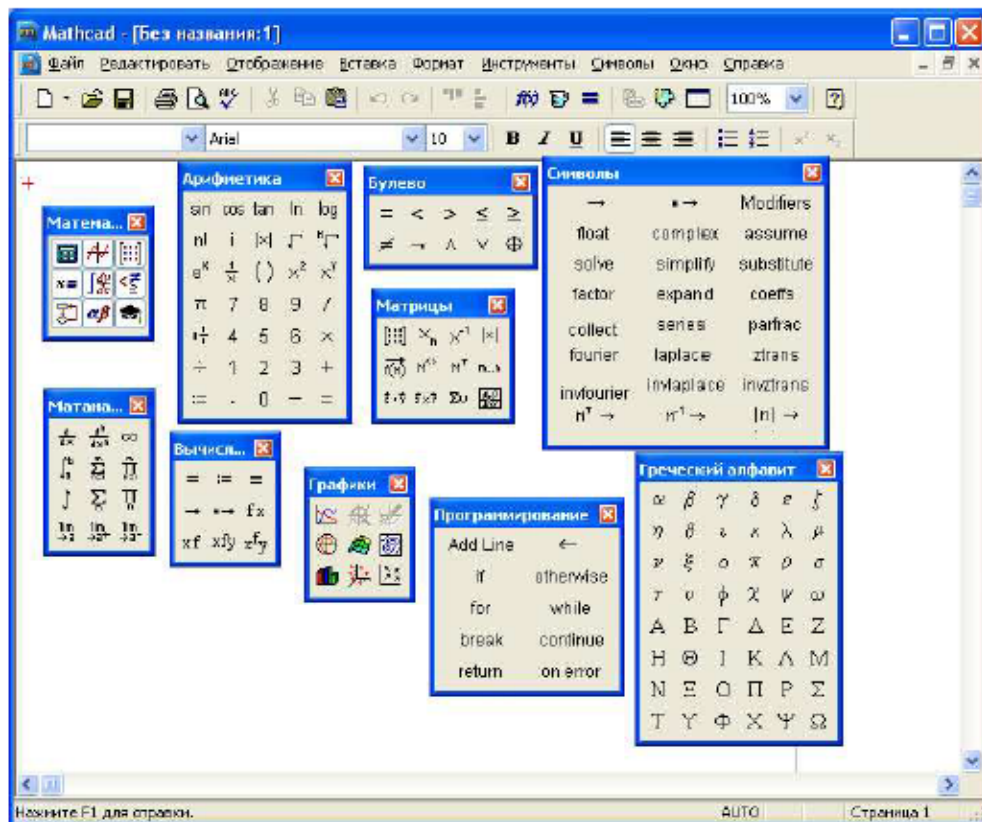 Mathcad - [Без названия:1]
Файл Редактировать Отображение Вставка Формат Инструменты Символы Окно Справка
100%
Arial 10 B I U
Матема...
x=
αβ
Арифметика
sin cos tan ln log
n! i |×|
( ) ×²
π 7 8 9 /
4 5 6 ×
÷ 1 2 3 +
:= . 0 − =
Булево
= < > ≤ ≥
≠ ¬ ∧ ∨ ⊕
Матрицы
Символы
→ ▪→ Modifiers
float complex assume
solve simplify substitute
factor expand coeffs
collect series parfrac
fourier laplace ztrans
invfourier invlaplace invztrans
Матана...
Вычисл...
= := ≡
→ ▪→ fx
xf xfy
Графики
Программирование
Add Line ←
if otherwise
for while
break continue
return on error
Греческий алфавит
α β γ δ ε ζ
η θ ι κ λ μ
ν ξ ο π ρ σ
τ υ φ χ ψ ω
Α Β Γ Δ Ε Ζ
Η Θ Ι Κ Λ Μ
Ν Ξ Ο Π Ρ Σ
Τ Υ Φ Χ Ψ Ω
Нажмите F1 для справки. AUTO Страница 1